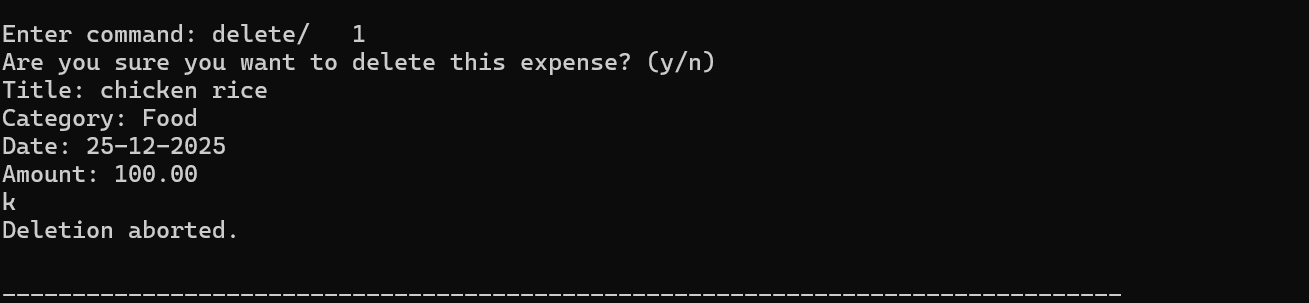 Enter command: delete/   1
Are you sure you want to delete this expense? (y/n)
Title: chicken rice
Category: Food
Date: 25-12-2025
Amount: 100.00
k
Deletion aborted.
--------------------------------------------------------------------------------